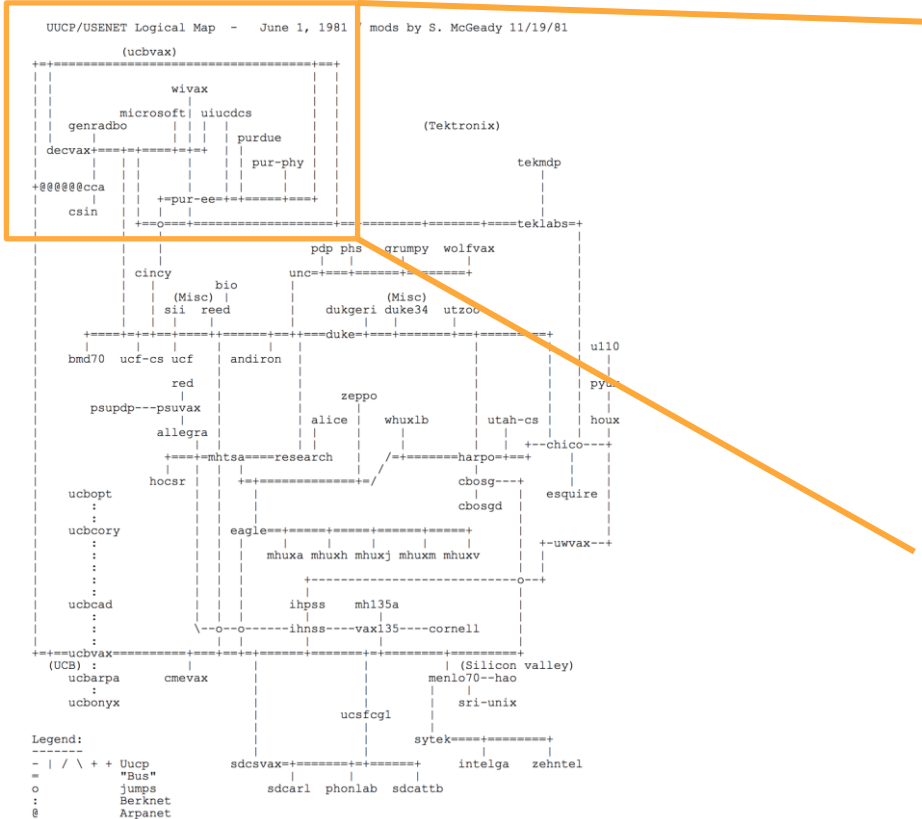 UUCP/USENET Logical Map - June 1, 1981 / mods by S. McGeady 11/19/81
(ucbvax)
+=+===================================+==+
wivax
microsoft uiucdcs
genradbo (Tektronix)
purdue
decvax+===+=+====+=+=+
pur-phy tekmdp
+@@@@@@cca
+=pur-ee=+=+=====+===+
csin
+==o===+====================+=======+=======+====teklabs=+
pdp phs grumpy wolfvax
cincy unc=+===+======+========+
bio
(Misc) (Misc)
sii reed dukgeri duke34 utzoo
+====+=+=+==+====+======+==+===duke=+===+=======+==+=========+
u110
bmd70 ucf-cs ucf andiron
red pyux
zeppo
psupdp---psuvax
alice whuxlb utah-cs houx
allegra
+--chico---+
+===+=mhtsa====research /=+=======harpo=+==+
hocsr +=+=============+=/ cbosg---+
ucbopt esquire
: cbosgd
:
ucbcory eagle==+=====+=====+=====+=====+
: +-uwvax--+
: mhuxa mhuxh mhuxj mhuxm mhuxv
:
: +----------------------------o--+
ucbcad ihpss mh135a
:
: \--o--o------ihnss----vax135----cornell
:
+=+==ucbvax==========+===+==+=+======+=======+=+========+=========+
(UCB) : (Silicon valley)
ucbarpa cmevax menlo70--hao
:
ucbonyx sri-unix
ucsfcg1
Legend: sytek====+========+
-------
- | / \ + + Uucp sdcsvax=+=======+=+======+ intelga zehntel
= "Bus"
o jumps sdcarl phonlab sdcattb
: Berknet
@ Arpanet